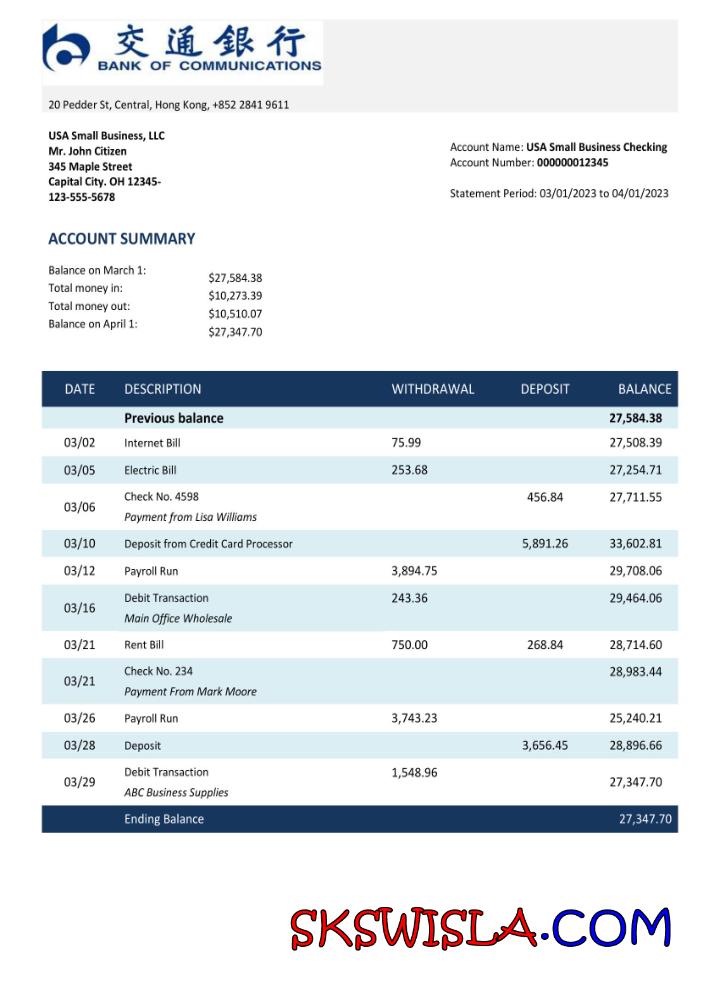 交通銀行
BANK OF COMMUNICATIONS
20 Pedder St, Central, Hong Kong, +852 2841 9611
USA Small Business, LLC
Mr. John Citizen
345 Maple Street
Capital City. OH 12345-
123-555-5678
Account Name: USA Small Business Checking
Account Number: 000000012345
Statement Period: 03/01/2023 to 04/01/2023
ACCOUNT SUMMARY
Balance on March 1: $27,584.38
Total money in: $10,273.39
Total money out: $10,510.07
Balance on April 1: $27,347.70
DATE DESCRIPTION WITHDRAWAL DEPOSIT BALANCE
Previous balance 27,584.38
03/02 Internet Bill 75.99 27,508.39
03/05 Electric Bill 253.68 27,254.71
03/06 Check No. 4598 456.84 27,711.55
Payment from Lisa Williams
03/10 Deposit from Credit Card Processor 5,891.26 33,602.81
03/12 Payroll Run 3,894.75 29,708.06
03/16 Debit Transaction 243.36 29,464.06
Main Office Wholesale
03/21 Rent Bill 750.00 268.84 28,714.60
03/21 Check No. 234 28,983.44
Payment From Mark Moore
03/26 Payroll Run 3,743.23 25,240.21
03/28 Deposit 3,656.45 28,896.66
03/29 Debit Transaction 1,548.96 27,347.70
ABC Business Supplies
Ending Balance 27,347.70
SKSWISLA.COM